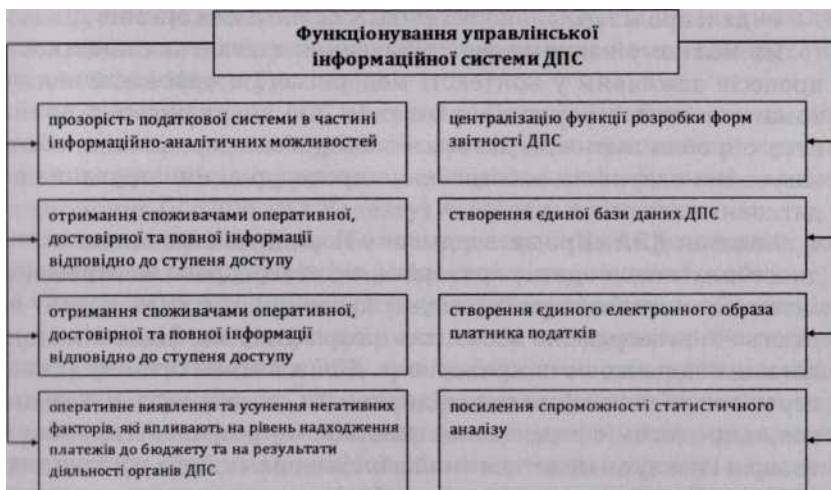 Функціонування управлінської
інформаційної системи ДПС
прозорість податкової системи в частині
інформаційно-аналітичних можливостей
централізацію функції розробки форм
звітності ДПС
отримання споживачами оперативної,
достовірної та повної інформації
відповідно до ступеня доступу
створення єдиної бази даних ДПС
отримання споживачами оперативної,
достовірної та повної інформації
відповідно до ступеня доступу
створення єдиного електронного образа
платника податків
оперативне виявлення та усунення негативних
факторів, які впливають на рівень надходження
платежів до бюджету та на результати
діяльності органів ДПС
посилення спроможності статистичного
аналізу